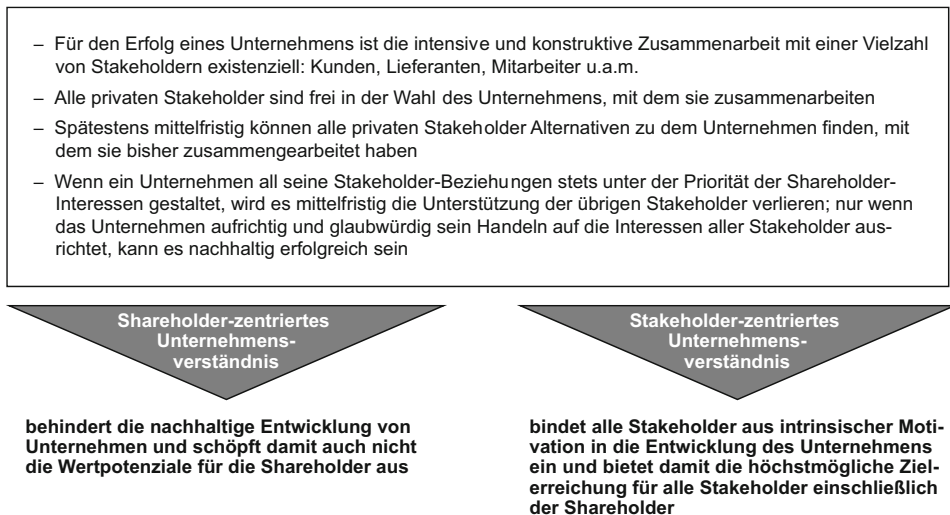 – Für den Erfolg eines Unternehmens ist die intensive und konstruktive Zusammenarbeit mit einer Vielzahl
von Stakeholdern existenziell: Kunden, Lieferanten, Mitarbeiter u.a.m.
– Alle privaten Stakeholder sind frei in der Wahl des Unternehmens, mit dem sie zusammenarbeiten
– Spätestens mittelfristig können alle privaten Stakeholder Alternativen zu dem Unternehmen finden, mit
dem sie bisher zusammengearbeitet haben
– Wenn ein Unternehmen all seine Stakeholder-Beziehungen stets unter der Priorität der Shareholder-
Interessen gestaltet, wird es mittelfristig die Unterstützung der übrigen Stakeholder verlieren; nur wenn
das Unternehmen aufrichtig und glaubwürdig sein Handeln auf die Interessen aller Stakeholder aus-
richtet, kann es nachhaltig erfolgreich sein
Shareholder-zentriertes
Unternehmens-
verständnis
behindert die nachhaltige Entwicklung von
Unternehmen und schöpft damit auch nicht
die Wertpotenziale für die Shareholder aus
Stakeholder-zentriertes
Unternehmens-
verständnis
bindet alle Stakeholder aus intrinsischer Moti-
vation in die Entwicklung des Unternehmens
ein und bietet damit die höchstmögliche Ziel-
erreichung für alle Stakeholder einschließlich
der Shareholder